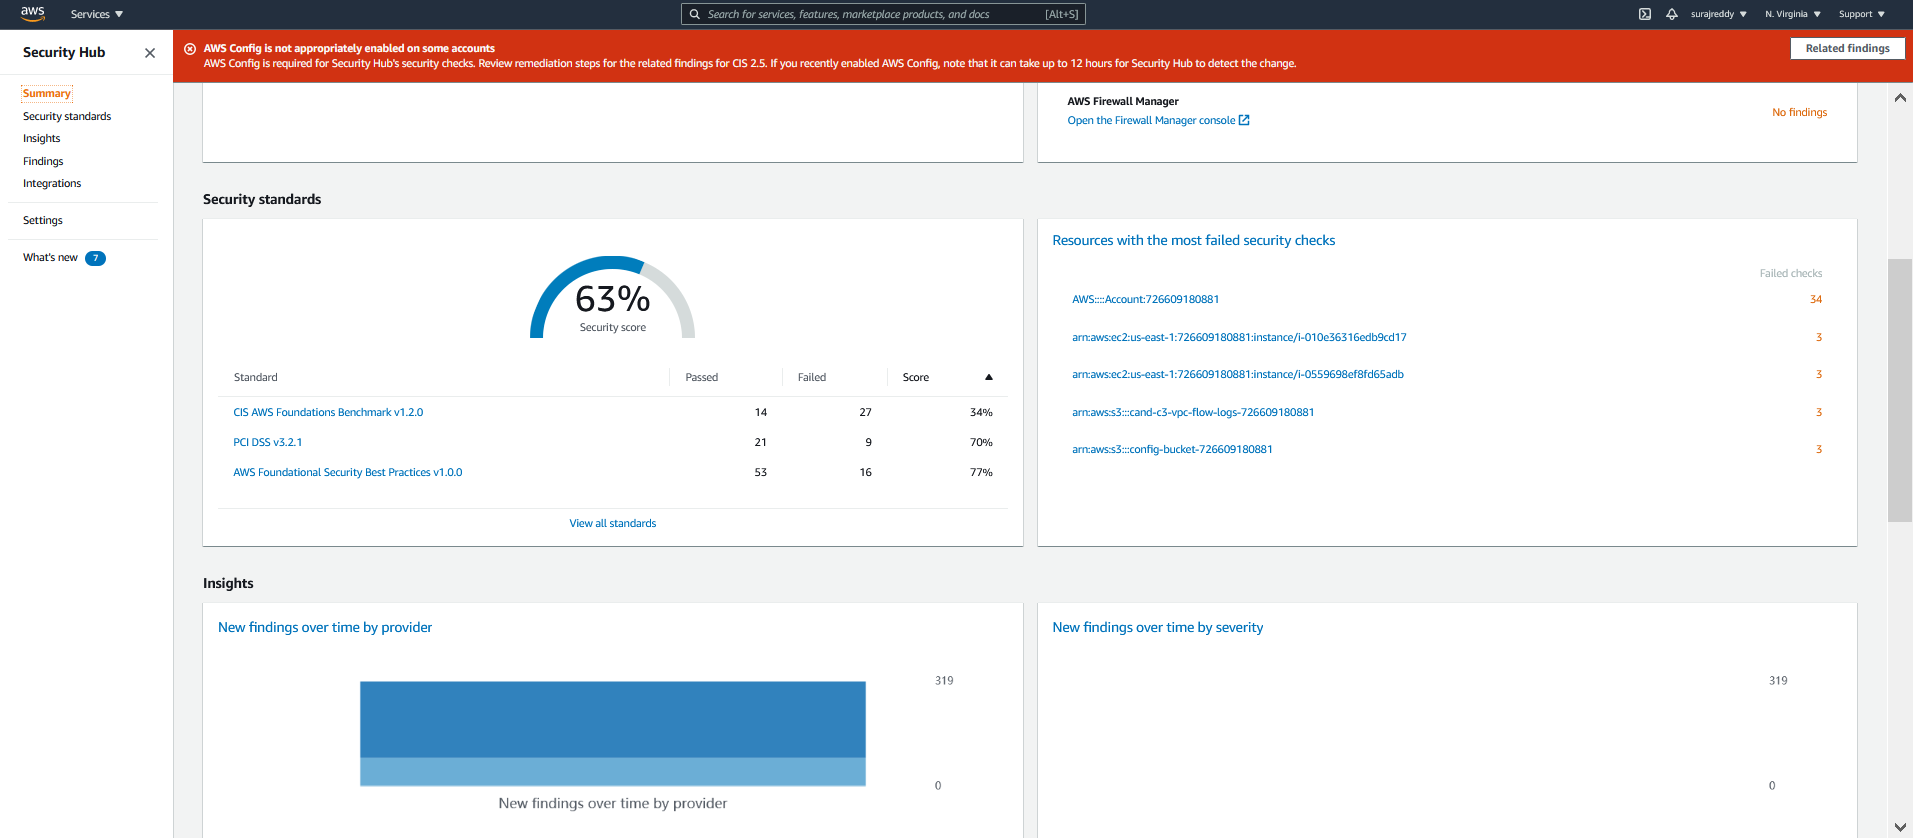 aws
Services
Search for services, features, marketplace products, and docs [Alt+S]
surajreddy
N. Virginia
Support
Security Hub
Summary
Security standards
Insights
Findings
Integrations
Settings
What's new 7
AWS Config is not appropriately enabled on some accounts
AWS Config is required for Security Hub's security checks. Review remediation steps for the related findings for CIS 2.5. If you recently enabled AWS Config, note that it can take up to 12 hours for Security Hub to detect the change.
Related findings
AWS Firewall Manager
Open the Firewall Manager console
No findings
Security standards
63%
Security score
Standard Passed Failed Score
CIS AWS Foundations Benchmark v1.2.0 14 27 34%
PCI DSS v3.2.1 21 9 70%
AWS Foundational Security Best Practices v1.0.0 53 16 77%
View all standards
Resources with the most failed security checks
Failed checks
AWS::::Account:726609180881 34
arn:aws:ec2:us-east-1:726609180881:instance/i-010e36316edb9cd17 3
arn:aws:ec2:us-east-1:726609180881:instance/i-0559698ef8fd65adb 3
arn:aws:s3:::cand-c3-vpc-flow-logs-726609180881 3
arn:aws:s3:::config-bucket-726609180881 3
Insights
New findings over time by provider
319
0
New findings over time by provider
New findings over time by severity
319
0